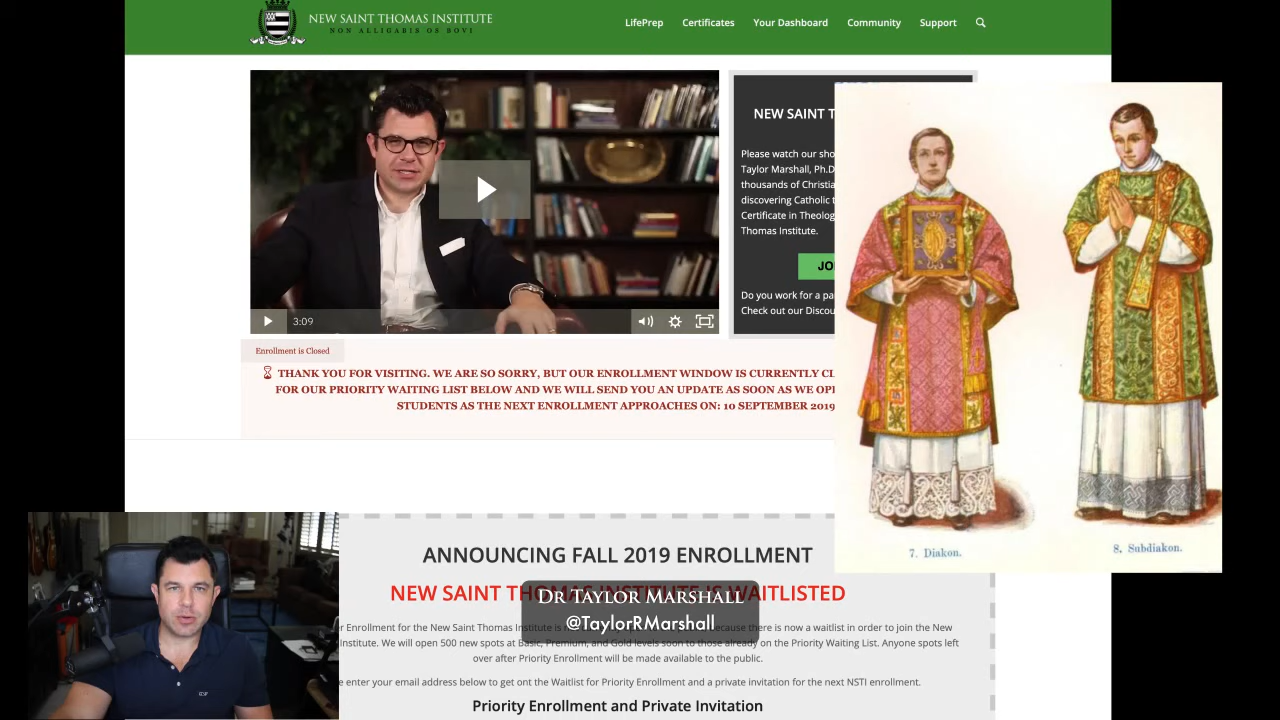 NEW SAINT THOMAS INSTITUTE
NON ALLIGABIS OS BOVI
LifePrep
Certificates
Your Dashboard
Community
Support
3:09
NEW SAINT
Please watch our
Taylor Marshall, Ph.D
thousands of
discovering Catholic
Certificate in
Thomas Institute.
Do you work for a
Check out our
7. Diakon.
8. Subdiakon.
Enrollment is Closed
THANK YOU FOR VISITING. WE ARE SO SORRY, BUT OUR ENROLLMENT WINDOW IS CURRENTLY
FOR OUR PRIORITY WAITING LIST BELOW AND WE WILL SEND YOU AN UPDATE AS SOON AS WE
STUDENTS AS THE NEXT ENROLLMENT APPROACHES ON: 10 SEPTEMBER 2019
ANNOUNCING FALL 2019 ENROLLMENT
NEW SAINT THOMAS INSTITUTE IS WAITLISTED
DR TAYLOR MARSHALL
@TaylorRMarshall
Enrollment for the New Saint Thomas Institute is there is now a waitlist in order to join the New
Institute. We will open 500 new spots at Basic, Premium, and Gold levels soon to those already on the Priority Waiting List. Anyone spots left
over after Priority Enrollment will be made available to the public.
enter your email address below to get ont the Waitlist for Priority Enrollment and a private invitation for the next NSTI enrollment.
Priority Enrollment and Private Invitation